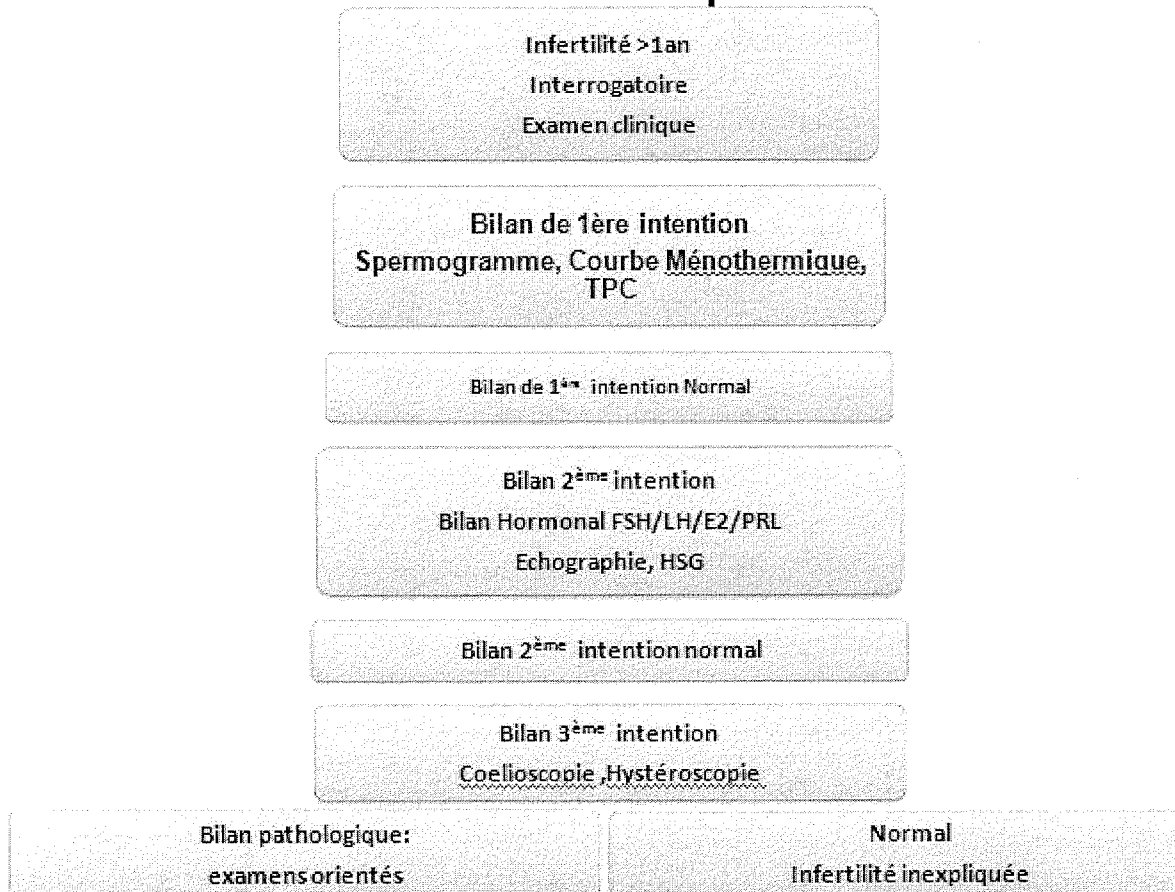 Infertilité >1an
Interrogatoire
Examen clinique
Bilan de 1ère intention
Spermogramme, Courbe Ménothermique,
TPC
Bilan de 1ère intention Normal
Bilan 2ème intention
Bilan Hormonal FSH/LH/E2/PRL
Echographie, HSG
Bilan 2ème intention normal
Bilan 3ème intention
Coelioscopie ,Hystéroscopie
Bilan pathologique:
examens orientés
Normal
Infertilité inexpliquée